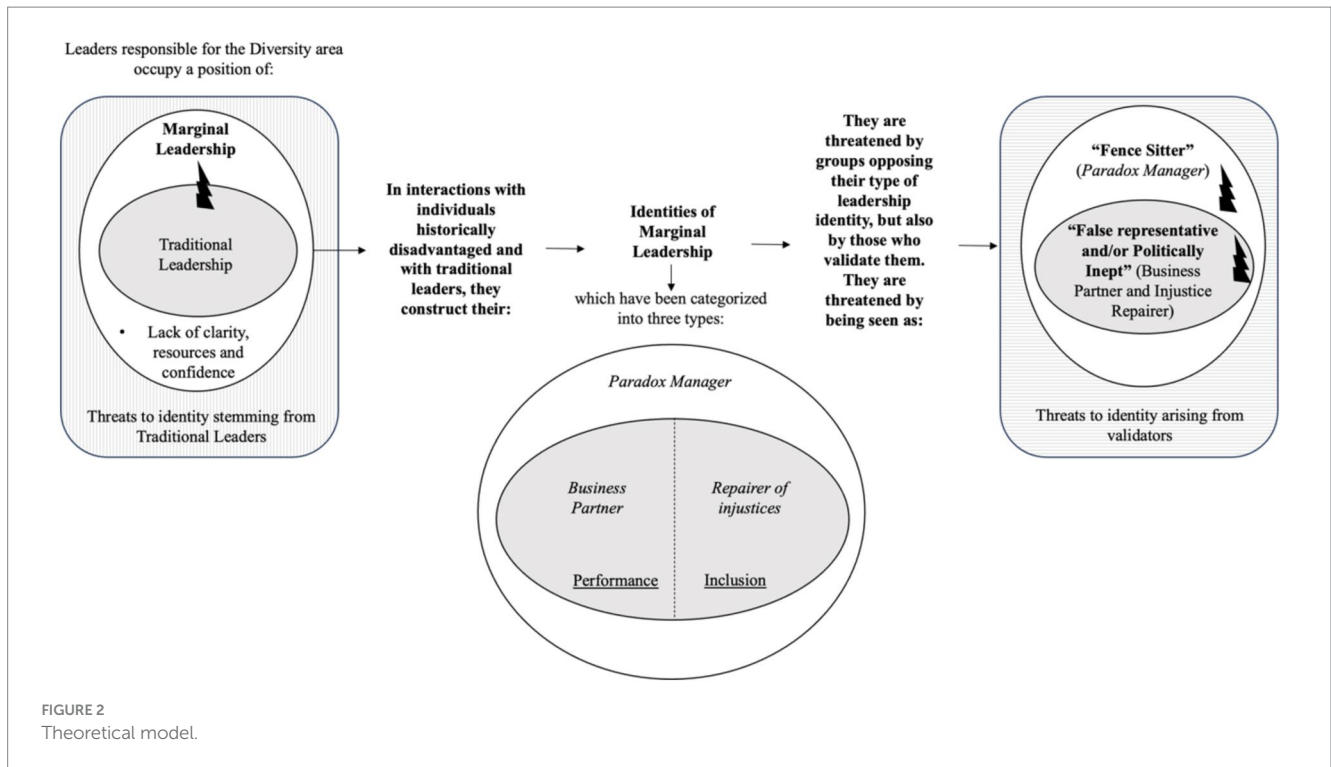 Leaders responsible for the Diversity area
occupy a position of:
Marginal
Leadership
Traditional
Leadership
• Lack of clarity,
resources and
confidence
Threats to identity stemming from
Traditional Leaders
In interactions with
individuals
historically
disadvantaged and
with traditional
leaders, they
construct their:
Identities of
Marginal
Leadership
which have been categorized
into three types:
Paradox Manager
Business
Partner
Repairer of
injustices
Performance
Inclusion
They are
threatened by
groups opposing
their type of
leadership
identity, but also
by those who
validate them.
They are
threatened by
being seen as:
“Fence Sitter”
(Paradox Manager)
“False representative
and/or Politically
Inept” (Business
Partner and Injustice
Repairer)
Threats to identity arising from
validators
FIGURE 2
Theoretical model.